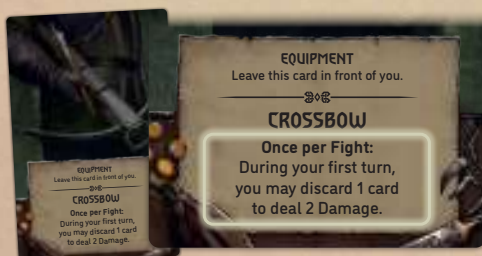 EQUIPMENT
Leave this card in front of you.
CROSSBOW
Once per Fight:
During your first turn,
you may discard 1 card
to deal 2 Damage.
EQUIPMENT
Leave this card in front of you.
CROSSBOW
Once per Fight:
During your first turn,
you may discard 1 card
to deal 2 Damage.